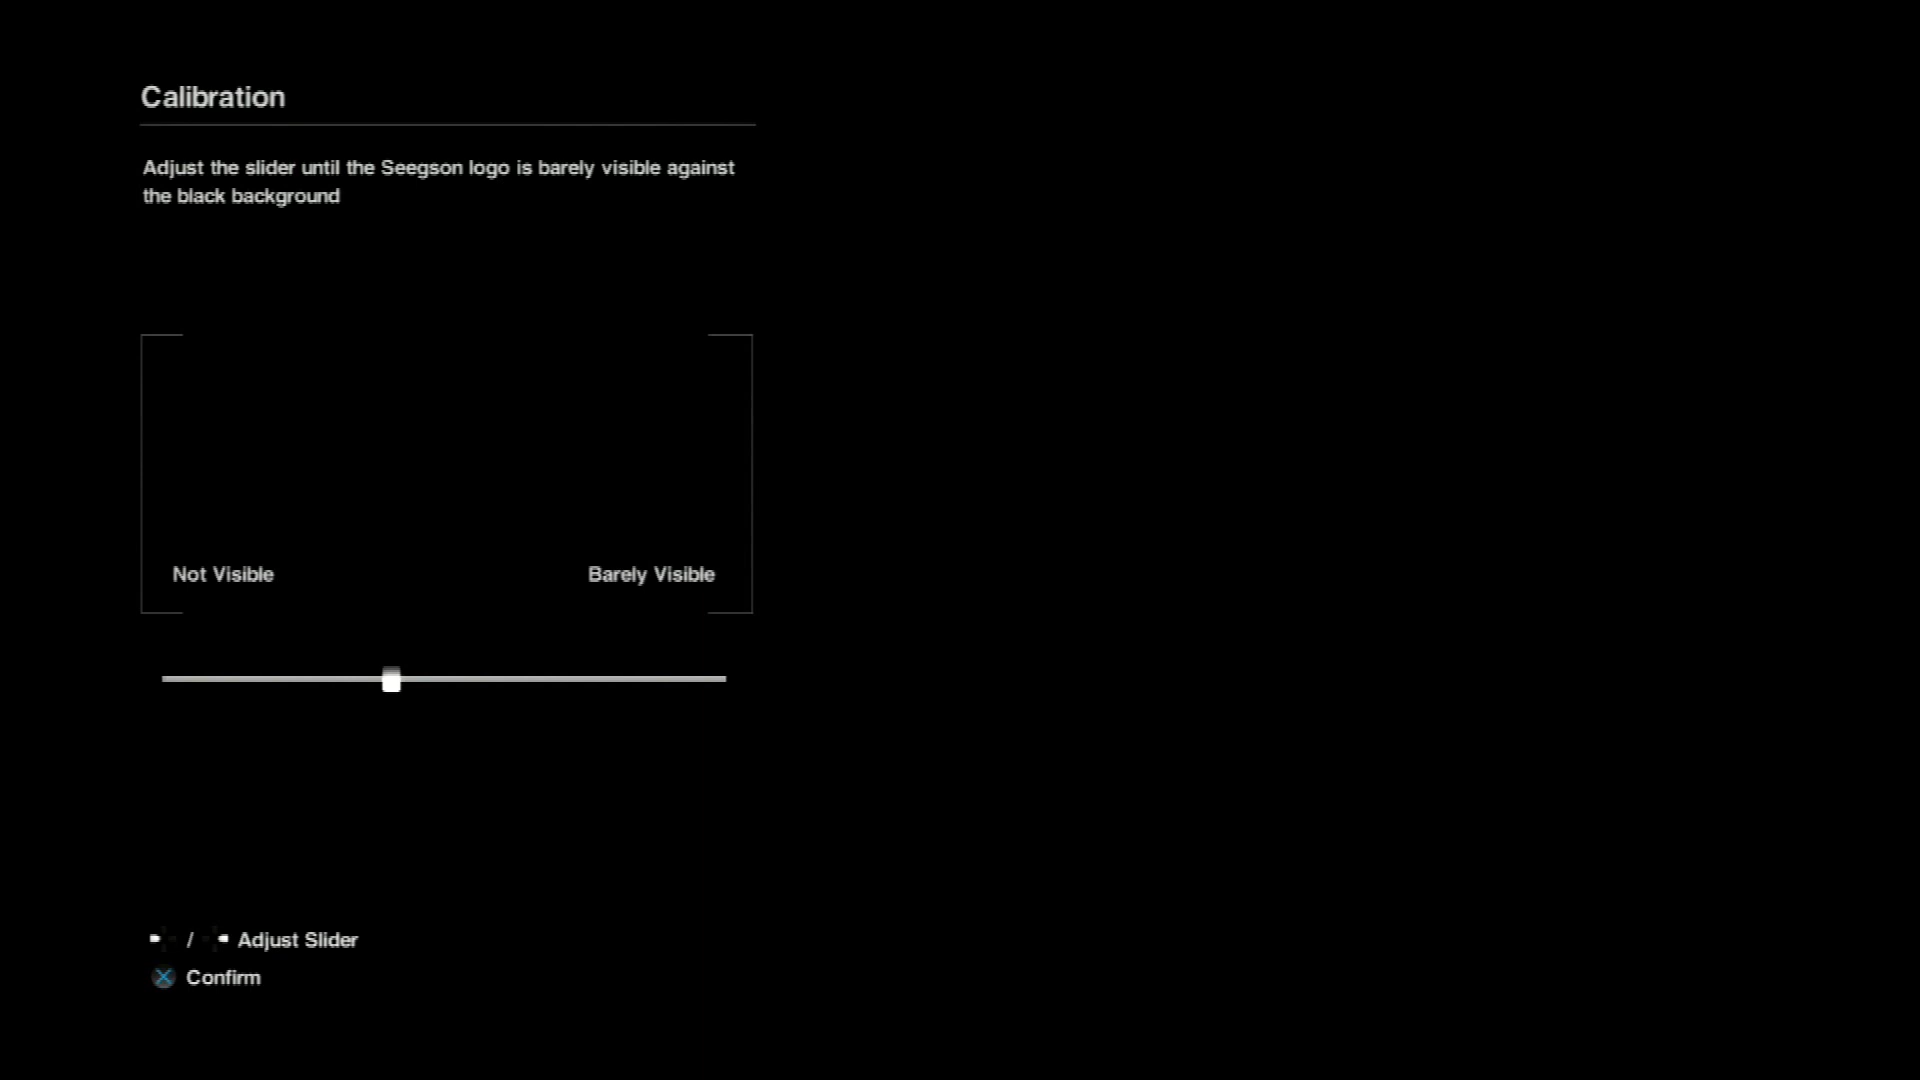 Calibration
Adjust the slider until the Seegson logo is barely visible against
the black background
Not Visible
Barely Visible
/ Adjust Slider
Confirm